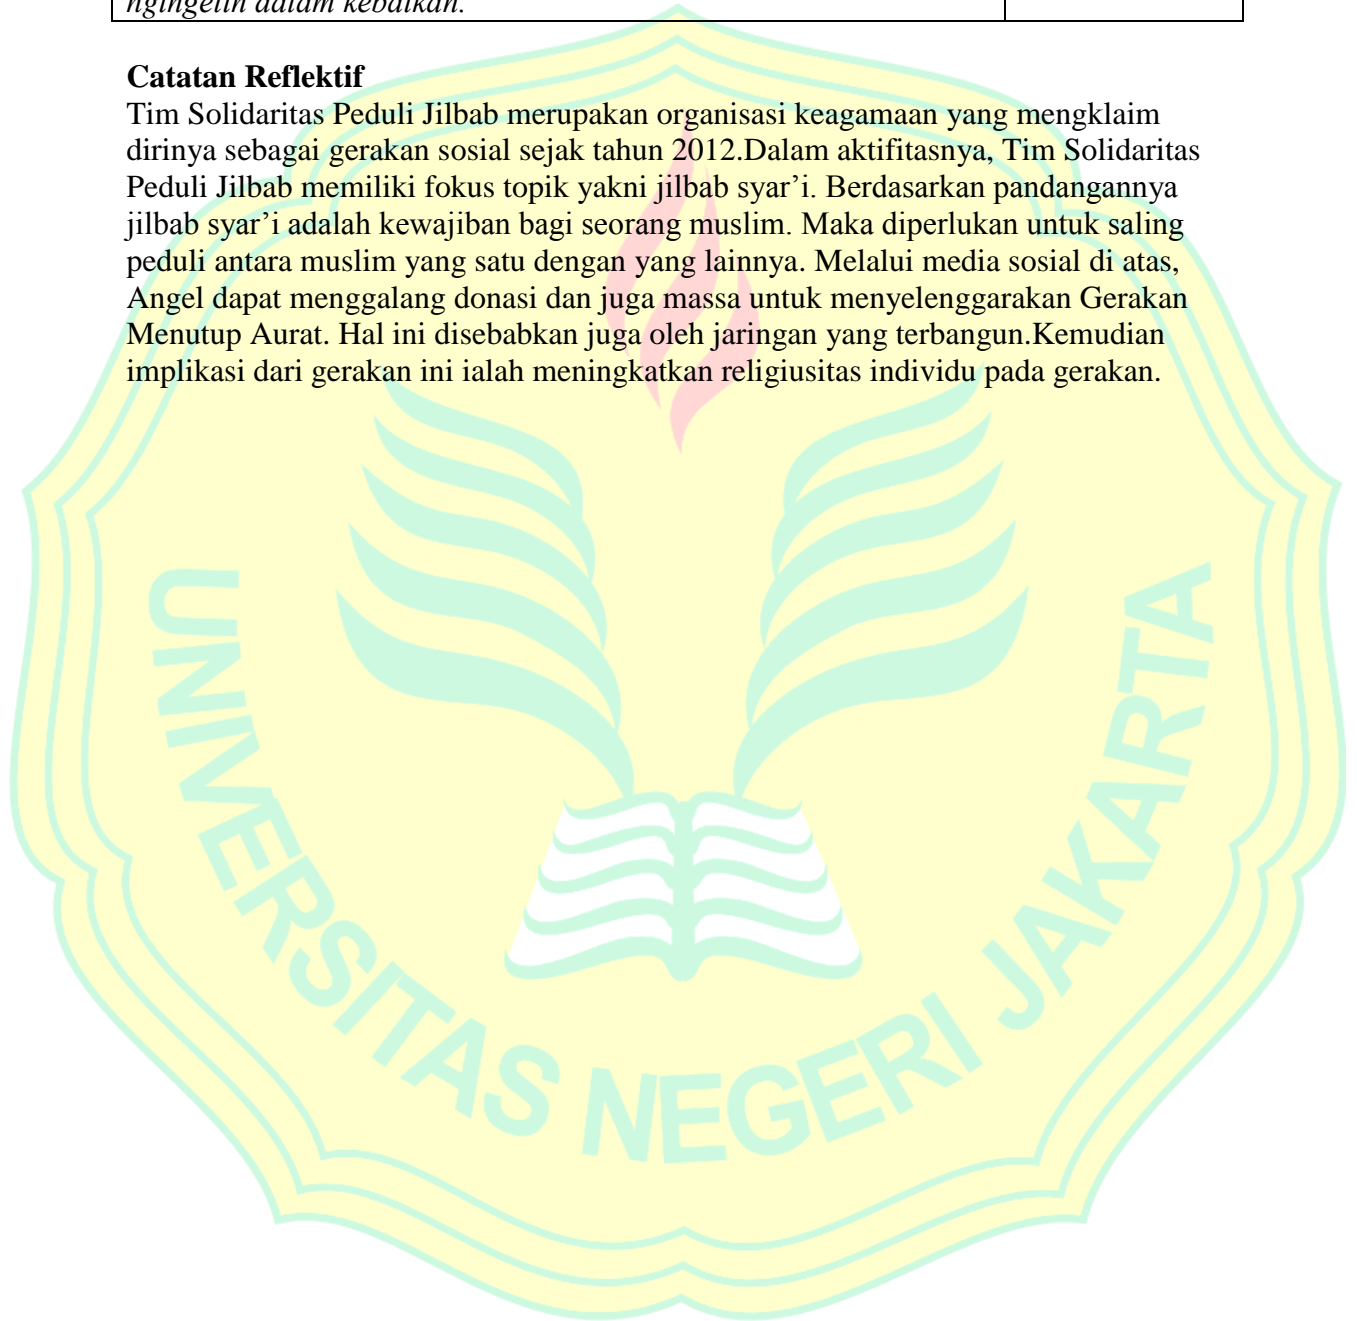 ngingetin dalam kebaikan.
Catatan Reflektif
Tim Solidaritas Peduli Jilbab merupakan organisasi keagamaan yang mengklaim
dirinya sebagai gerakan sosial sejak tahun 2012.Dalam aktifitasnya, Tim Solidaritas
Peduli Jilbab memiliki fokus topik yakni jilbab syar’i. Berdasarkan pandangannya
jilbab syar’i adalah kewajiban bagi seorang muslim. Maka diperlukan untuk saling
peduli antara muslim yang satu dengan yang lainnya. Melalui media sosial di atas,
Angel dapat menggalang donasi dan juga massa untuk menyelenggarakan Gerakan
Menutup Aurat. Hal ini disebabkan juga oleh jaringan yang terbangun.Kemudian
implikasi dari gerakan ini ialah meningkatkan religiusitas individu pada gerakan.
UNIVERSITAS NEGERI JAKARTA